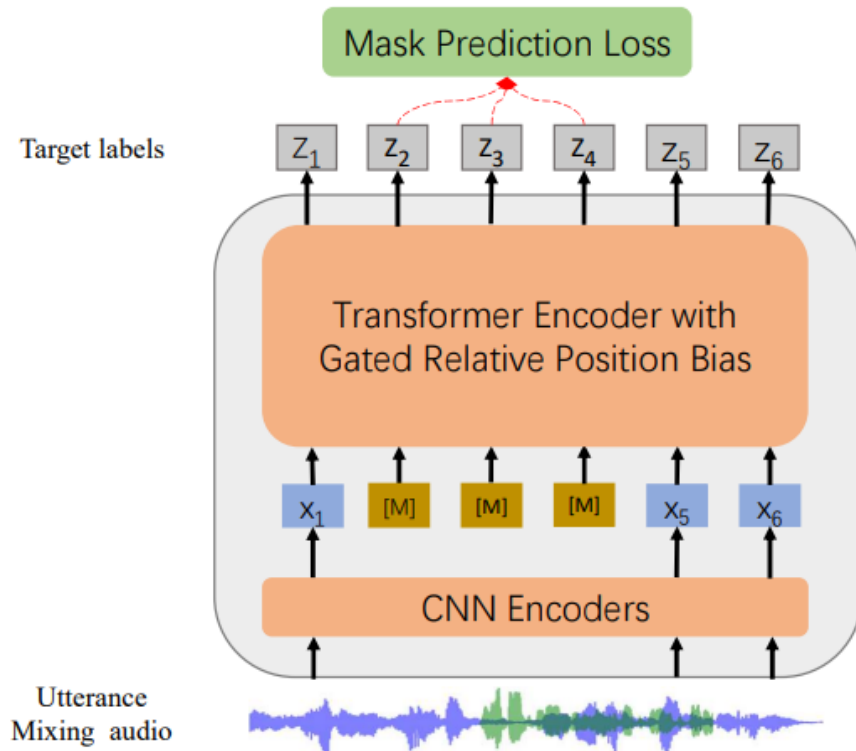 Mask Prediction Loss
Target labels
Z₁ Z₂ Z₃ Z₄ Z₅ Z₆
Transformer Encoder with
Gated Relative Position Bias
x₁ [M] [M] [M] x₅ x₆
CNN Encoders
Utterance
Mixing audio